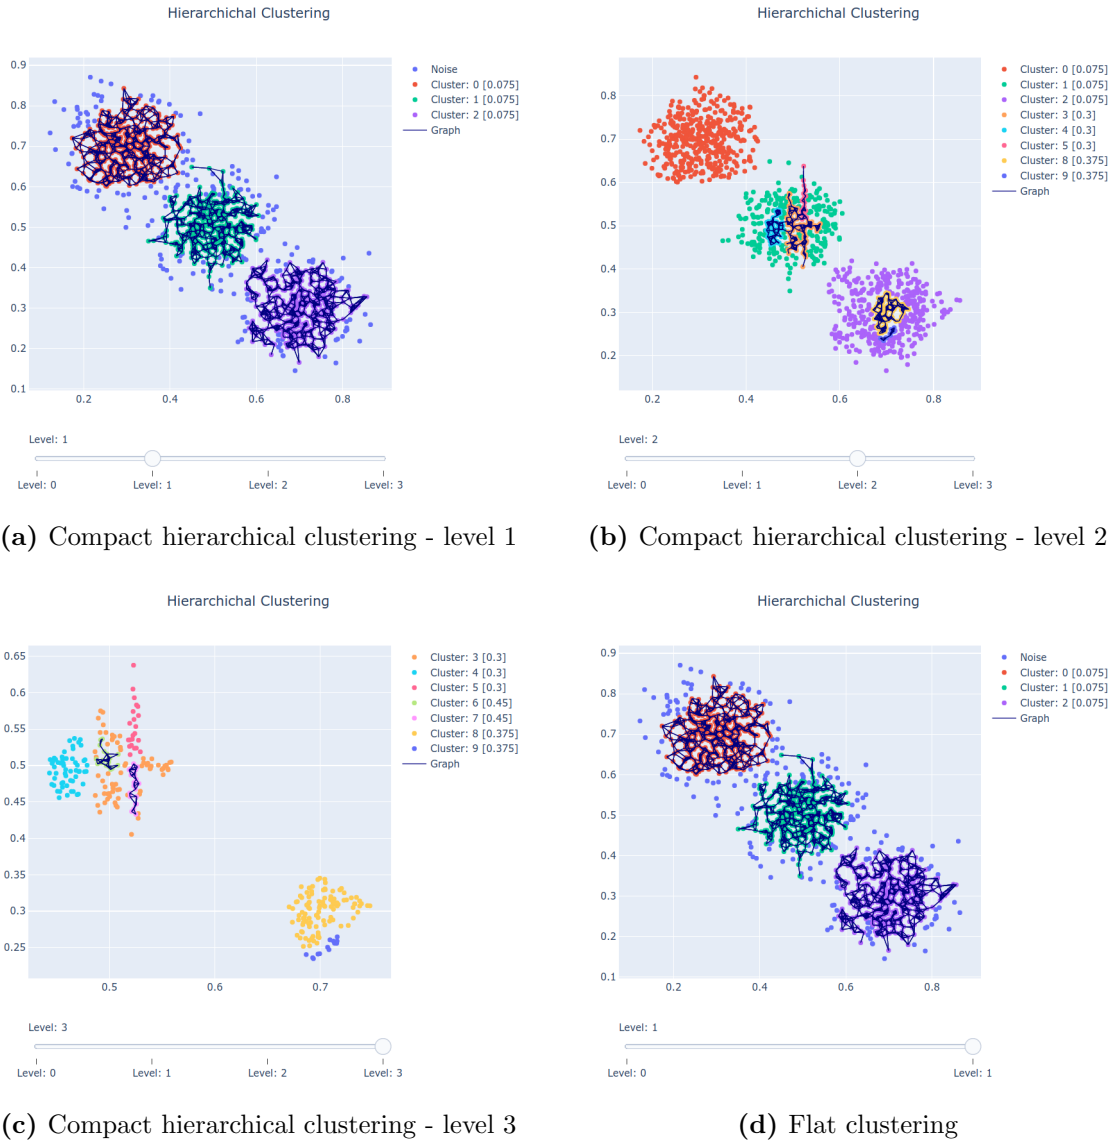 Hierarchichal Clustering
0.9
0.8
0.7
0.6
0.5
0.4
0.3
0.2
0.1
0.2
0.4
0.6
0.8
Noise
Cluster: 0 [0.075]
Cluster: 1 [0.075]
Cluster: 2 [0.075]
Graph
Level: 1
Level: 0
Level: 1
Level: 2
Level: 3
(a) Compact hierarchical clustering - level 1
Hierarchichal Clustering
0.8
0.7
0.6
0.5
0.4
0.3
0.2
0.2
0.4
0.6
0.8
Cluster: 0 [0.075]
Cluster: 1 [0.075]
Cluster: 2 [0.075]
Cluster: 3 [0.3]
Cluster: 4 [0.3]
Cluster: 5 [0.3]
Cluster: 8 [0.375]
Cluster: 9 [0.375]
Graph
Level: 2
Level: 0
Level: 1
Level: 2
Level: 3
(b) Compact hierarchical clustering - level 2
Hierarchichal Clustering
0.65
0.6
0.55
0.5
0.45
0.4
0.35
0.3
0.25
0.5
0.6
0.7
Cluster: 3 [0.3]
Cluster: 4 [0.3]
Cluster: 5 [0.3]
Cluster: 6 [0.45]
Cluster: 7 [0.45]
Cluster: 8 [0.375]
Cluster: 9 [0.375]
Graph
Level: 3
Level: 0
Level: 1
Level: 2
Level: 3
(c) Compact hierarchical clustering - level 3
Hierarchichal Clustering
0.9
0.8
0.7
0.6
0.5
0.4
0.3
0.2
0.1
0.2
0.4
0.6
0.8
Noise
Cluster: 0 [0.075]
Cluster: 1 [0.075]
Cluster: 2 [0.075]
Graph
Level: 1
Level: 0
Level: 1
(d) Flat clustering